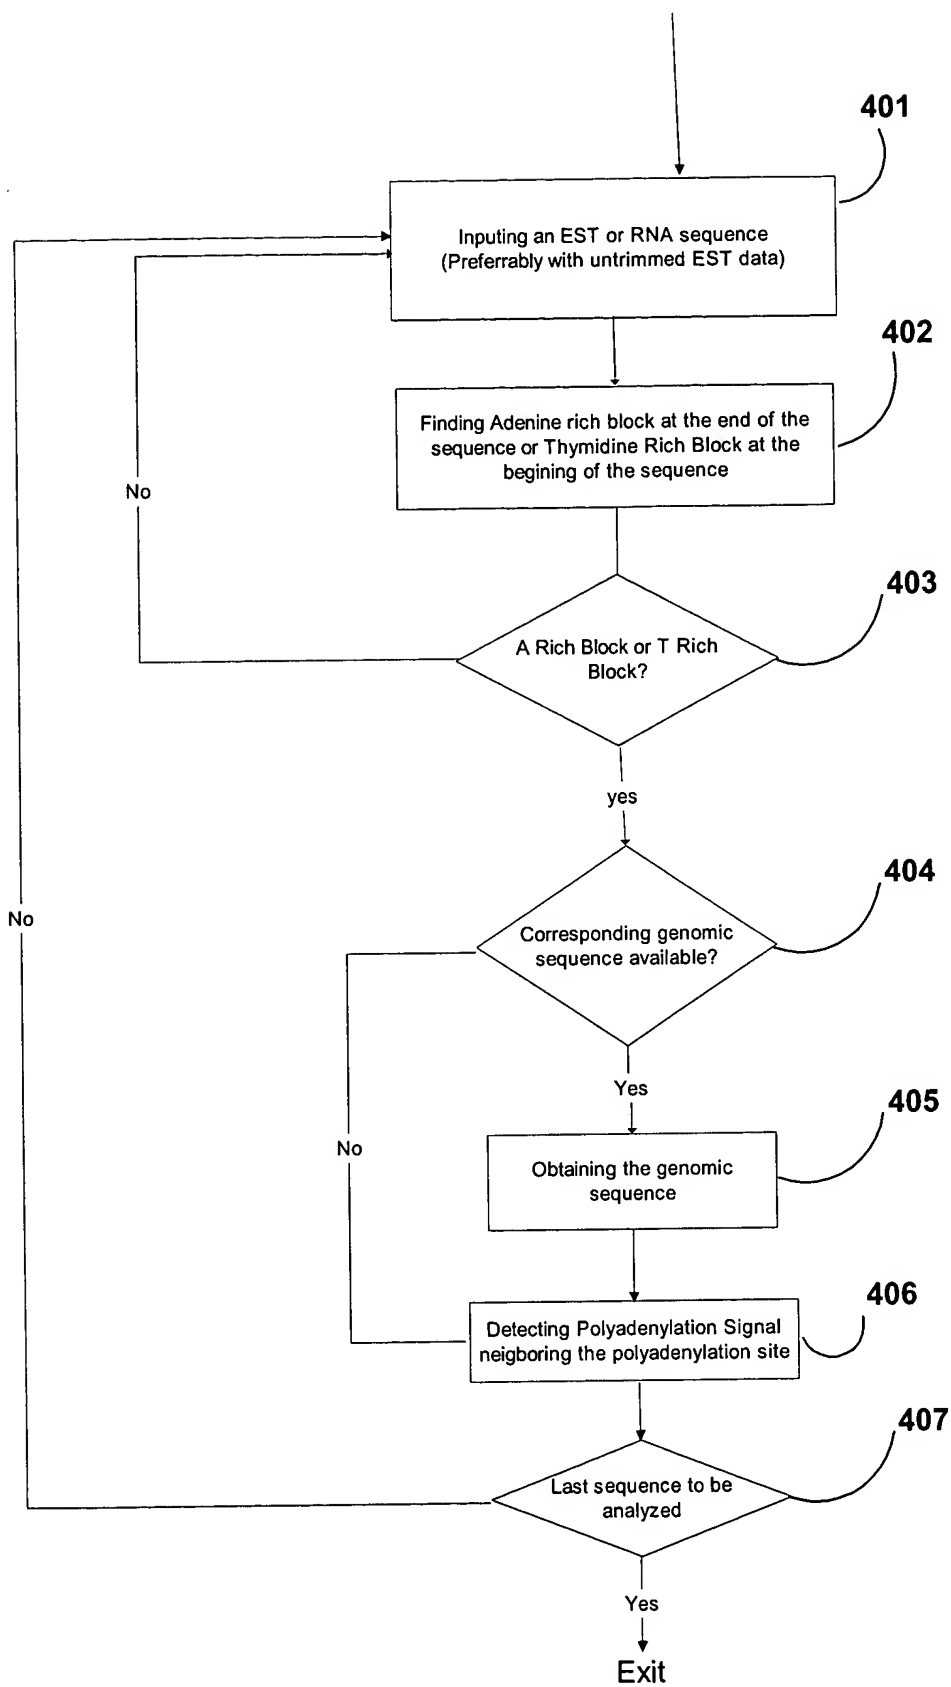 401
Inputing an EST or RNA sequence
(Preferrably with untrimmed EST data)
402
Finding Adenine rich block at the end of the
sequence or Thymidine Rich Block at the
begining of the sequence
No
403
A Rich Block or T Rich
Block?
yes
404
Corresponding genomic
sequence available?
No
Yes
405
Obtaining the genomic
sequence
No
406
Detecting Polyadenylation Signal
neigboring the polyadenylation site
407
Last sequence to be
analyzed
Yes
Exit